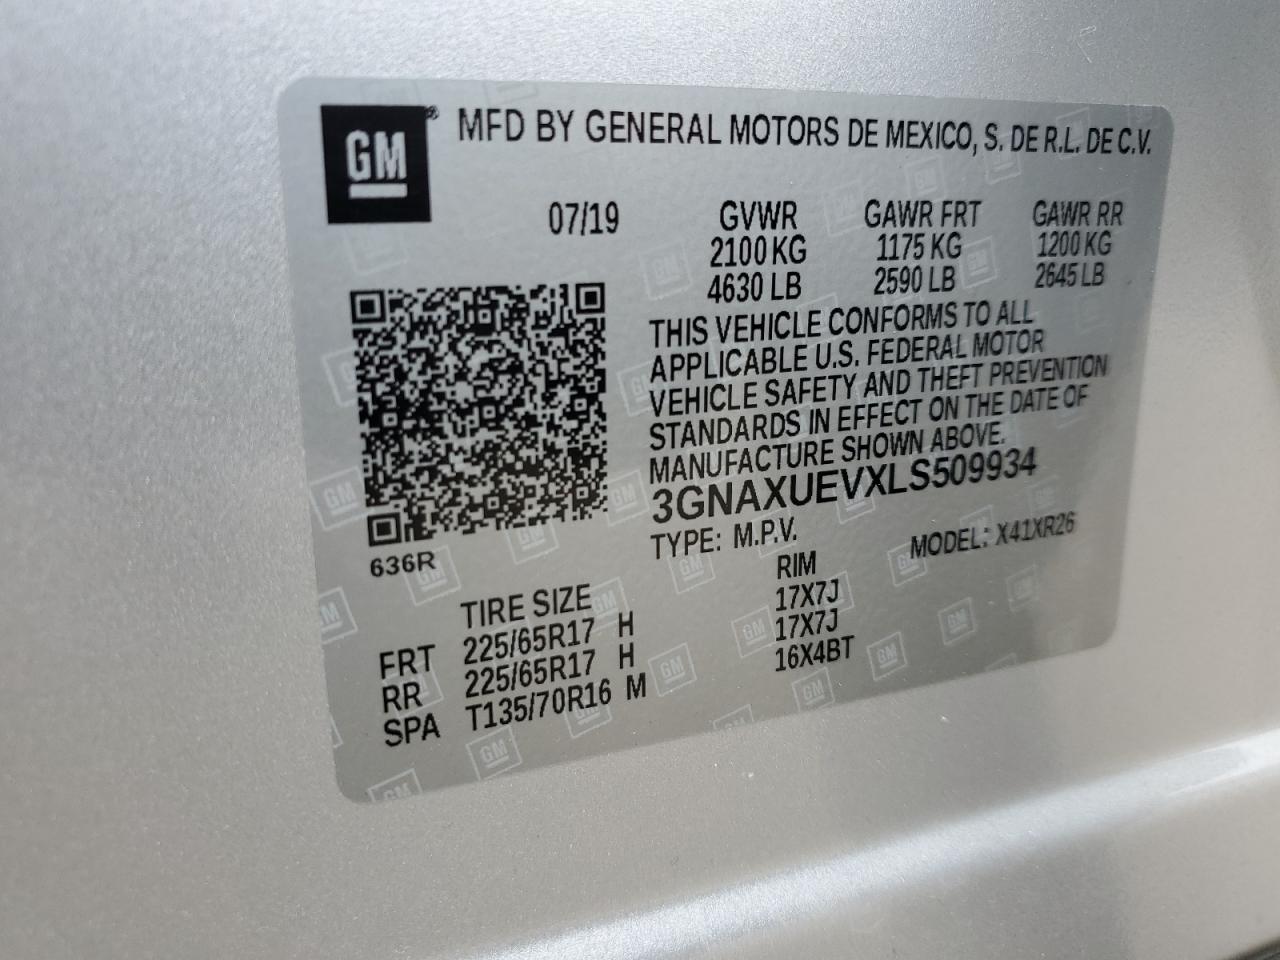 GM® MFD BY GENERAL MOTORS DE MEXICO, S. DE R.L. DE C.V.
07/19 GVWR GAWR FRT GAWR RR
2100 KG 1175 KG 1200 KG
4630 LB 2590 LB 2645 LB
THIS VEHICLE CONFORMS TO ALL
APPLICABLE U.S. FEDERAL MOTOR
VEHICLE SAFETY AND THEFT PREVENTION
STANDARDS IN EFFECT ON THE DATE OF
MANUFACTURE SHOWN ABOVE.
3GNAXUEVXLS509934
TYPE: M.P.V. MODEL: X41XR26
636R
TIRE SIZE RIM
FRT 225/65R17 H 17X7J
RR 225/65R17 H 17X7J
SPA T135/70R16 M 16X4BT